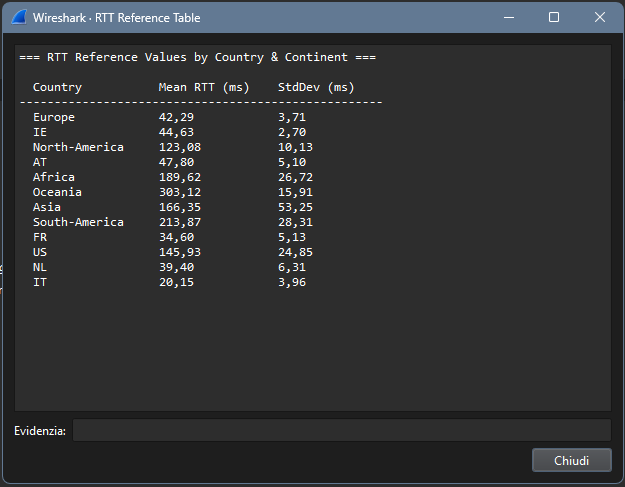 Wireshark · RTT Reference Table
=== RTT Reference Values by Country & Continent ===
Country Mean RTT (ms) StdDev (ms)
----------------------------------------------------
Europe 42,29 3,71
IE 44,63 2,70
North-America 123,08 10,13
AT 47,80 5,10
Africa 189,62 26,72
Oceania 303,12 15,91
Asia 166,35 53,25
South-America 213,87 28,31
FR 34,60 5,13
US 145,93 24,85
NL 39,40 6,31
IT 20,15 3,96
Evidenzia:
Chiudi